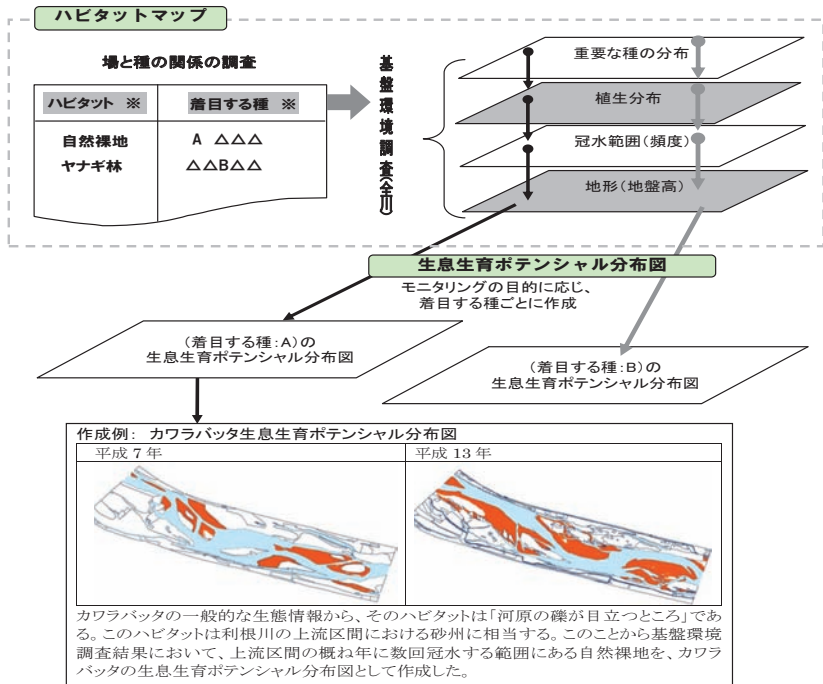 ハビタットマップ
場と種の関係の調査
ハビタット ※
着目する種 ※
自然裸地
A △△△
ヤナギ林
△△B△△
基盤環境調査(全川)
重要な種の分布
植生分布
冠水範囲(頻度)
地形(地盤高)
生息生育ポテンシャル分布図
モニタリングの目的に応じ、
着目する種ごとに作成
(着目する種:A)の
生息生育ポテンシャル分布図
(着目する種:B)の
生息生育ポテンシャル分布図
作成例: カワラバッタ生息生育ポテンシャル分布図
平成 7 年
平成 13 年
カワラバッタの一般的な生態情報から、そのハビタットは「河原の礫が目立つところ」であ
る。このハビタットは利根川の上流区間における砂州に相当する。このことから基盤環境
調査結果において、上流区間の概ね年に数回冠水する範囲にある自然裸地を、カワラ
バッタの生息生育ポテンシャル分布図として作成した。